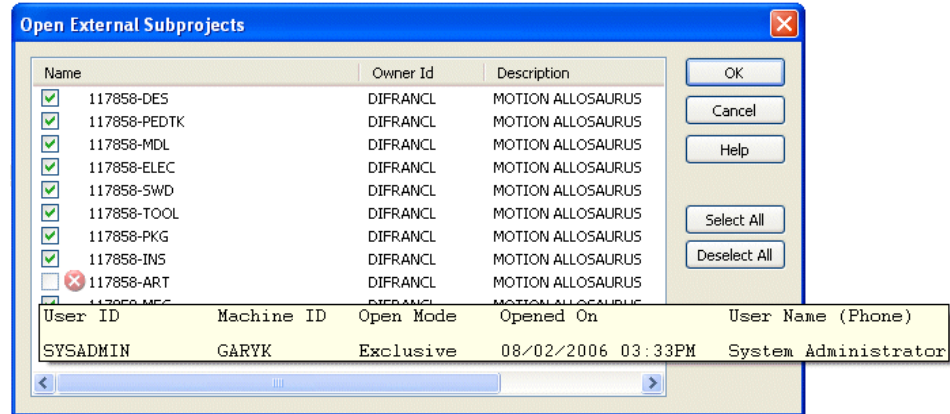 Open External Subprojects
Name Owner Id Description
117858-DES DIFRANCL MOTION ALLOSAURUS
117858-PEDTK DIFRANCL MOTION ALLOSAURUS
117858-MDL DIFRANCL MOTION ALLOSAURUS
117858-ELEC DIFRANCL MOTION ALLOSAURUS
117858-SWD DIFRANCL MOTION ALLOSAURUS
117858-TOOL DIFRANCL MOTION ALLOSAURUS
117858-PKG DIFRANCL MOTION ALLOSAURUS
117858-INS DIFRANCL MOTION ALLOSAURUS
117858-ART DIFRANCL MOTION ALLOSAURUS
DIFRANCL MOTION ALLOSAURUS
User ID Machine ID Open Mode Opened On User Name (Phone)
SYSADMIN GARYK Exclusive 08/02/2006 03:33PM System Administrator
OK
Cancel
Help
Select All
Deselect All